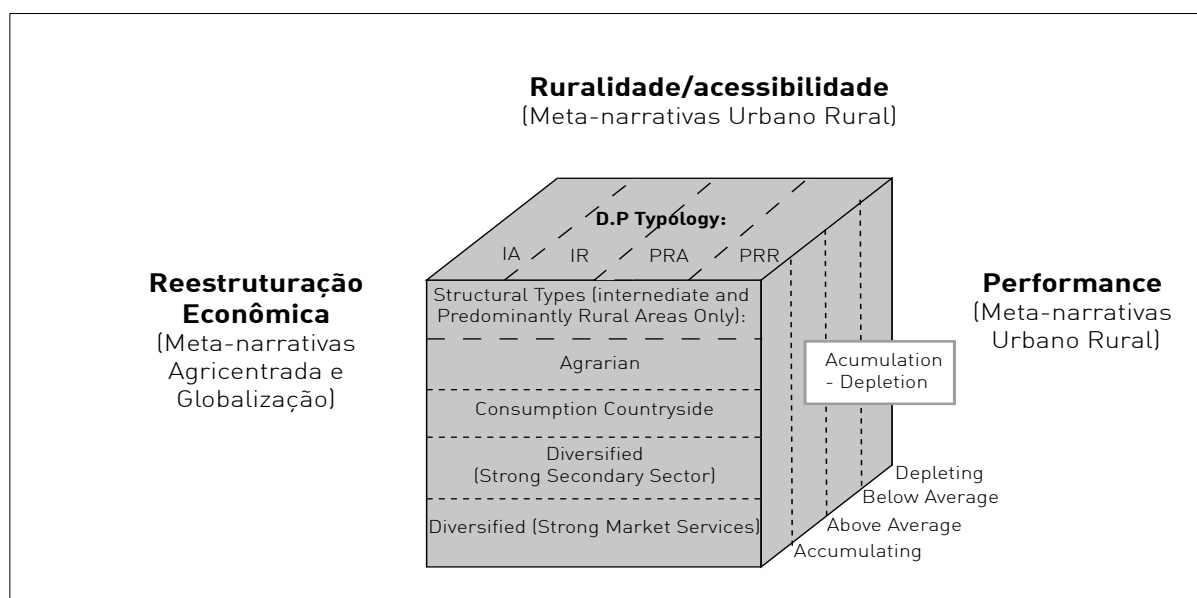 Ruralidade/acessibilidade
(Meta-narrativas Urbano Rural)
D.P Typology:
IA IR PRA PRR
Reestruturação
Econômica
(Meta-narrativas
Agricentrada e
Globalização)
Structural Types (internediate and
Predominantly Rural Areas Only):
Agrarian
Consumption Countryside
Diversified
(Strong Secondary Sector)
Diversified (Strong Market Services)
Acumulation
- Depletion
Performance
(Meta-narrativas
Urbano Rural)
Depleting
Below Average
Above Average
Accumulating